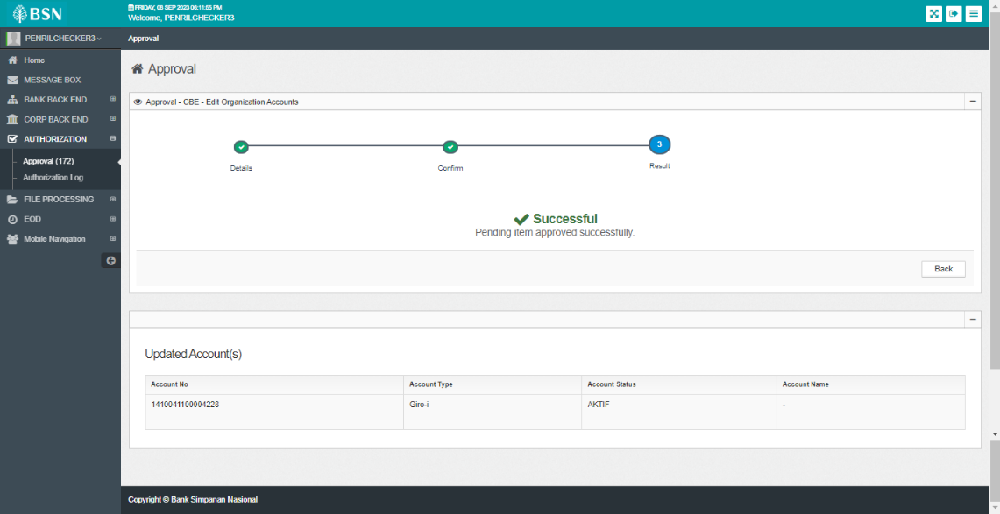 BSN
FRIDAY, 08 SEP 2023 06:11:55 PM
Welcome, PENRILCHECKER3
PENRILCHECKER3
Approval
Home
MESSAGE BOX
BANK BACK END
CORP BACK END
AUTHORIZATION
Approval (172)
Authorization Log
FILE PROCESSING
EOD
Mobile Navigation
Approval
Approval - CBE - Edit Organization Accounts
3
Details
Confirm
Result
Successful
Pending item approved successfully.
Back
Updated Account(s)
Account No Account Type Account Status Account Name
1410041100004228 Giro-i AKTIF -
Copyright © Bank Simpanan Nasional